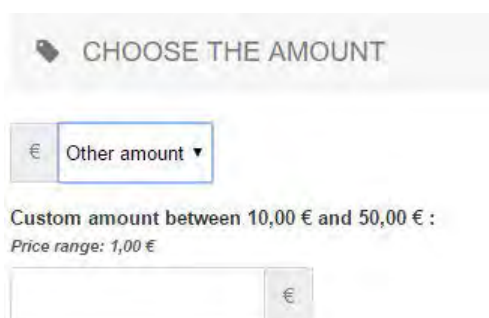 CHOOSE THE AMOUNT
€ Other amount
Custom amount between 10,00 € and 50,00 € :
Price range: 1,00 €
€